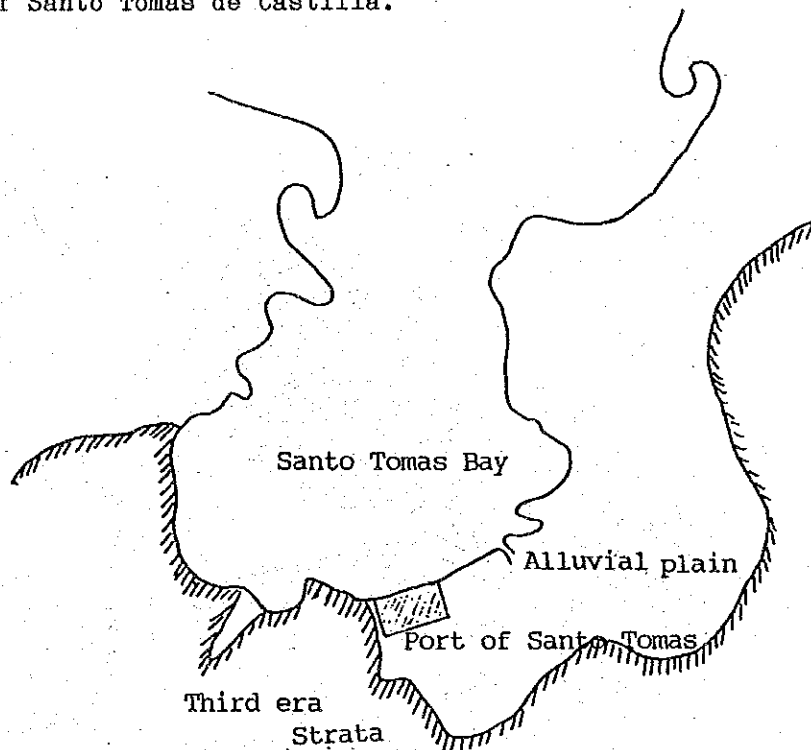 Santo Tomas de Castilla.
Santo Tomas Bay
Alluvial plain
Port of Santo Tomas
Third era
Strata